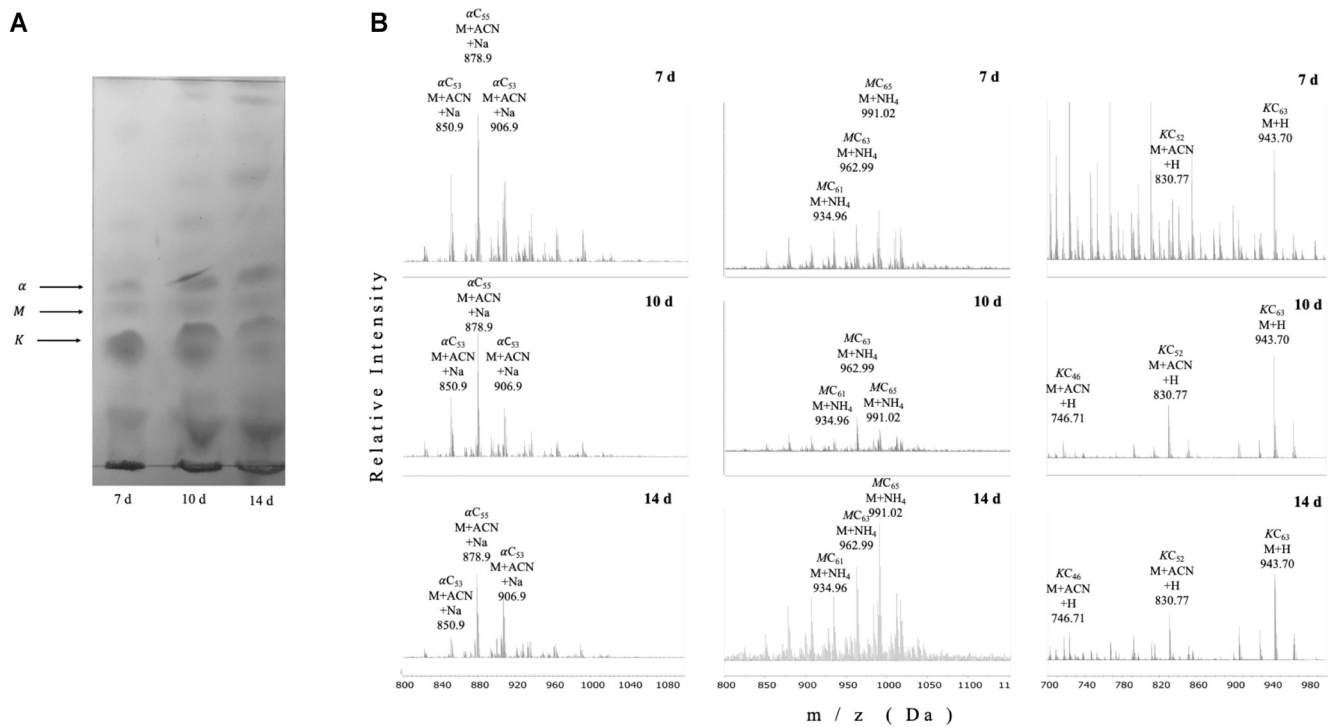 A
α
M
K
7 d
10 d
14 d
B
Relative Intensity
7 d
αC55
M+ACN
+Na
878.9
αC53
M+ACN
+Na
850.9
αC53
M+ACN
+Na
906.9
7 d
MC65
M+NH4
991.02
MC63
M+NH4
962.99
MC61
M+NH4
934.96
7 d
KC63
M+H
943.70
KC52
M+ACN
+H
830.77
10 d
αC55
M+ACN
+Na
878.9
αC53
M+ACN
+Na
850.9
αC53
M+ACN
+Na
906.9
10 d
MC63
M+NH4
962.99
MC61
M+NH4
934.96
MC65
M+NH4
991.02
10 d
KC63
M+H
943.70
KC52
M+ACN
+H
830.77
KC46
M+ACN
+H
746.71
14 d
αC55
M+ACN
+Na
878.9
αC53
M+ACN
+Na
850.9
αC53
M+ACN
+Na
906.9
14 d
MC65
M+NH4
991.02
MC63
M+NH4
962.99
MC61
M+NH4
934.96
14 d
KC63
M+H
943.70
KC52
M+ACN
+H
830.77
KC46
M+ACN
+H
746.71
800 840 880 920 960 1000 1040 1080
800 850 900 950 1000 1050 1100 11
700 740 780 820 860 900 940 980
m / z ( Da )